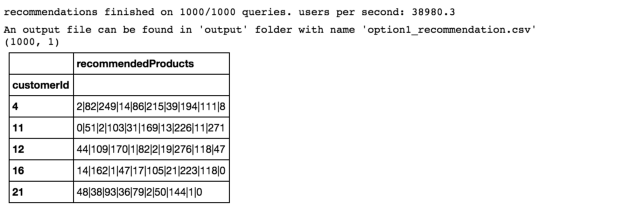 recommendations finished on 1000/1000 queries. users per second: 38980.3
An output file can be found in 'output' folder with name 'option1_recommendation.csv'
(1000, 1)
recommendedProducts
customerId
4 2|82|249|14|86|215|39|194|111|8
11 0|51|2|103|31|169|13|226|11|271
12 44|109|170|1|82|2|19|276|118|47
16 14|162|1|47|17|105|21|223|118|0
21 48|38|93|36|79|2|50|144|1|0